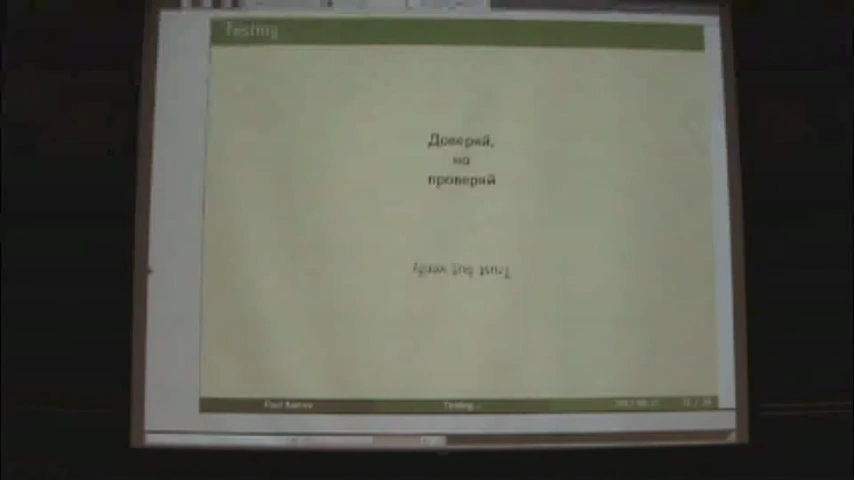 Testing
Доверяй,
но
проверяй
Trust but verify
Testing...